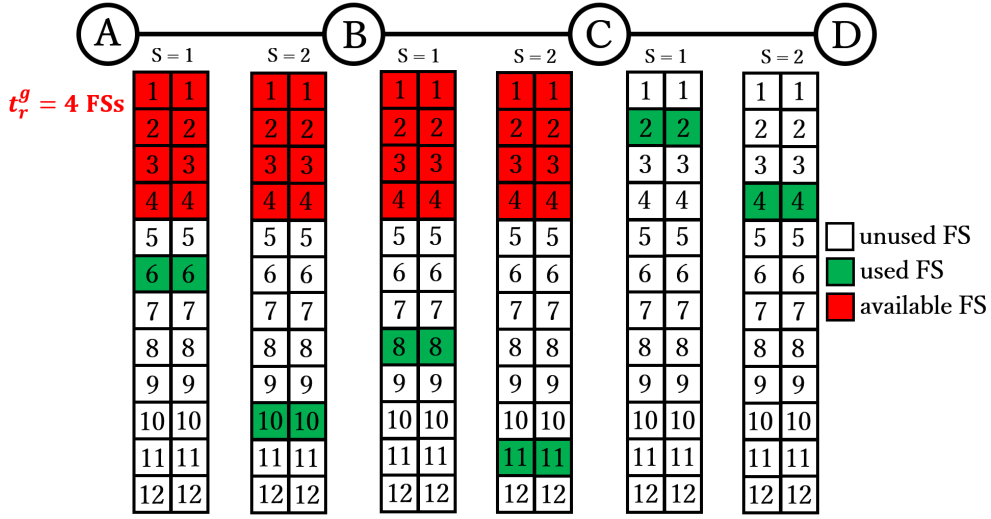 A B C D
S = 1 S = 2 S = 1 S = 2 S = 1 S = 2
1 1 1 1 1 1 1 1 1 1 1 1
t_r^g = 4 FSs
2 2 2 2 2 2 2 2 2 2 2 2
3 3 3 3 3 3 3 3 3 3 3 3
4 4 4 4 4 4 4 4 4 4 4 4
5 5 5 5 5 5 5 5 5 5 5 5
unused FS
6 6 6 6 6 6 6 6 6 6 6 6
used FS
7 7 7 7 7 7 7 7 7 7 7 7
available FS
8 8 8 8 8 8 8 8 8 8 8 8
9 9 9 9 9 9 9 9 9 9 9 9
10 10 10 10 10 10 10 10 10 10 10 10
11 11 11 11 11 11 11 11 11 11 11 11
12 12 12 12 12 12 12 12 12 12 12 12